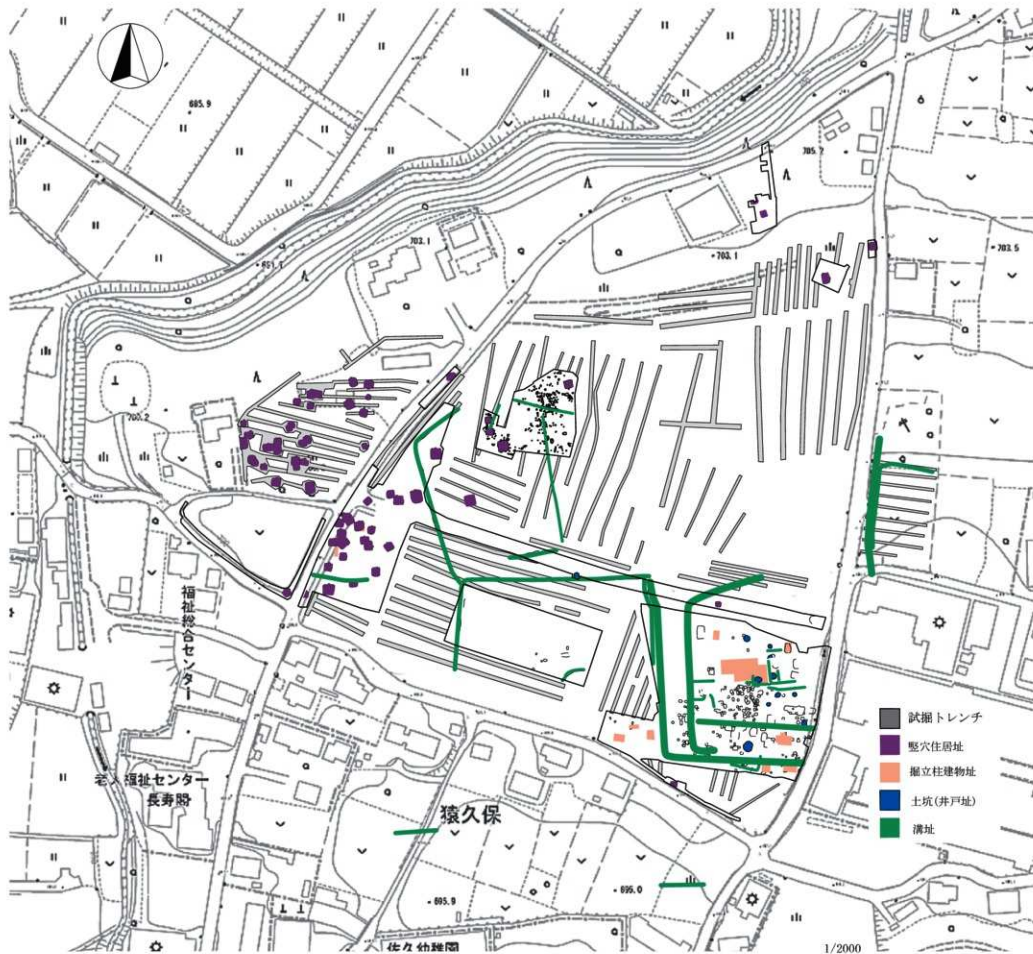 685.9
705.7
703.1
703.5
703.1
700.2
福祉総合センター
試掘トレンチ
竪穴住居址
掘立柱建物址
土坑(井戸址)
溝址
老人福祉センター
長寿閣
猿久保
695.9
695.0
佐久幼稚園
1/2000